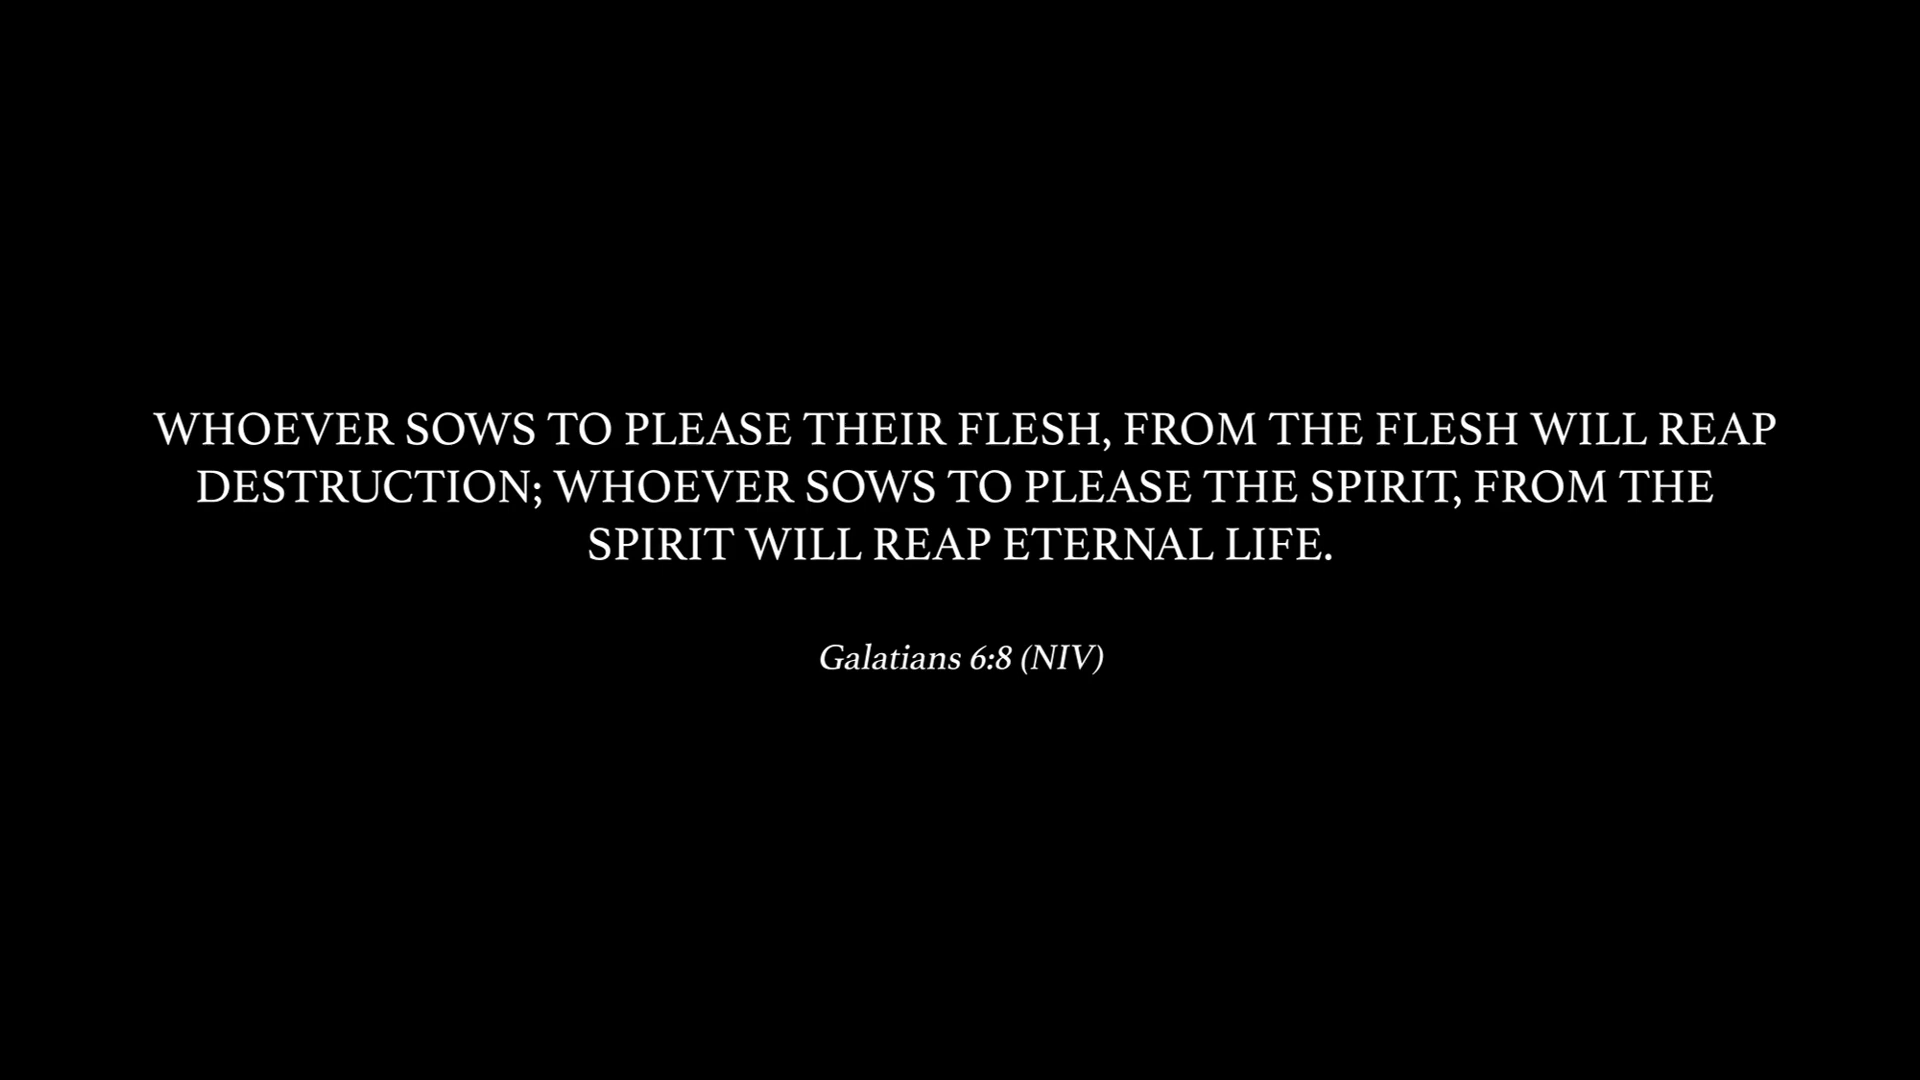 WHOEVER SOWS TO PLEASE THEIR FLESH, FROM THE FLESH WILL REAP
DESTRUCTION; WHOEVER SOWS TO PLEASE THE SPIRIT, FROM THE
SPIRIT WILL REAP ETERNAL LIFE.
Galatians 6:8 (NIV)